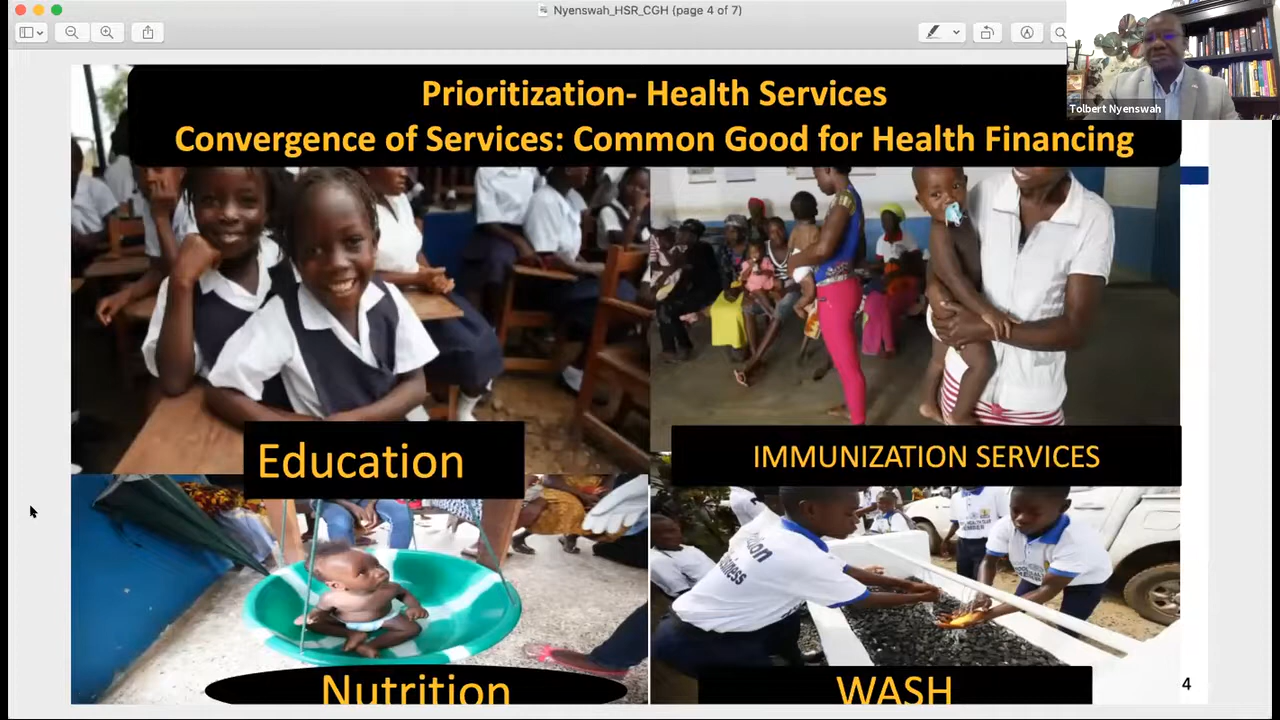 Nyenswah_HSR_CGH (page 4 of 7)
Tolbert Nyenswah
Prioritization- Health Services
Convergence of Services: Common Good for Health Financing
Education
IMMUNIZATION SERVICES
Nutrition
WASH
4